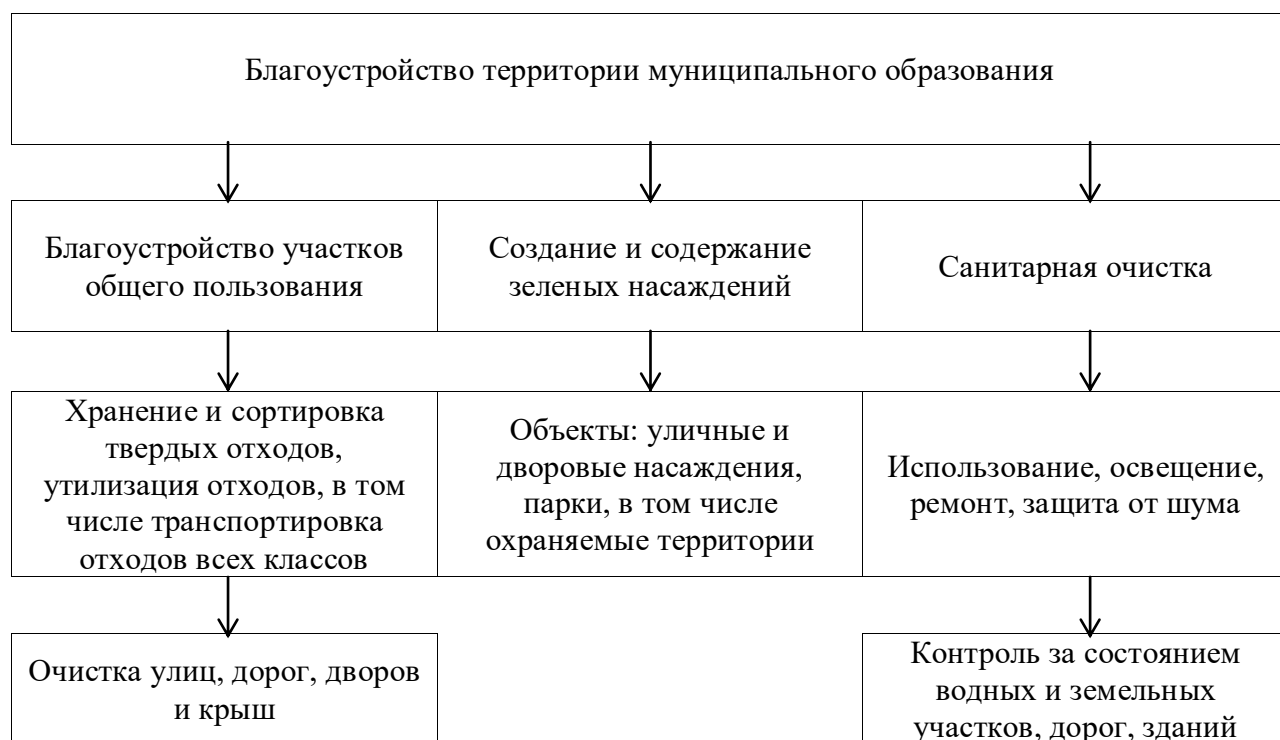 Благоустройство территории муниципального образования
Благоустройство участков
общего пользования
Создание и содержание
зеленых насаждений
Санитарная очистка
Хранение и сортировка
твердых отходов,
утилизация отходов, в том
числе транспортировка
отходов всех классов
Объекты: уличные и
дворовые насаждения,
парки, в том числе
охраняемые территории
Использование, освещение,
ремонт, защита от шума
Очистка улиц, дорог, дворов
и крыш
Контроль за состоянием
водных и земельных
участков, дорог, зданий